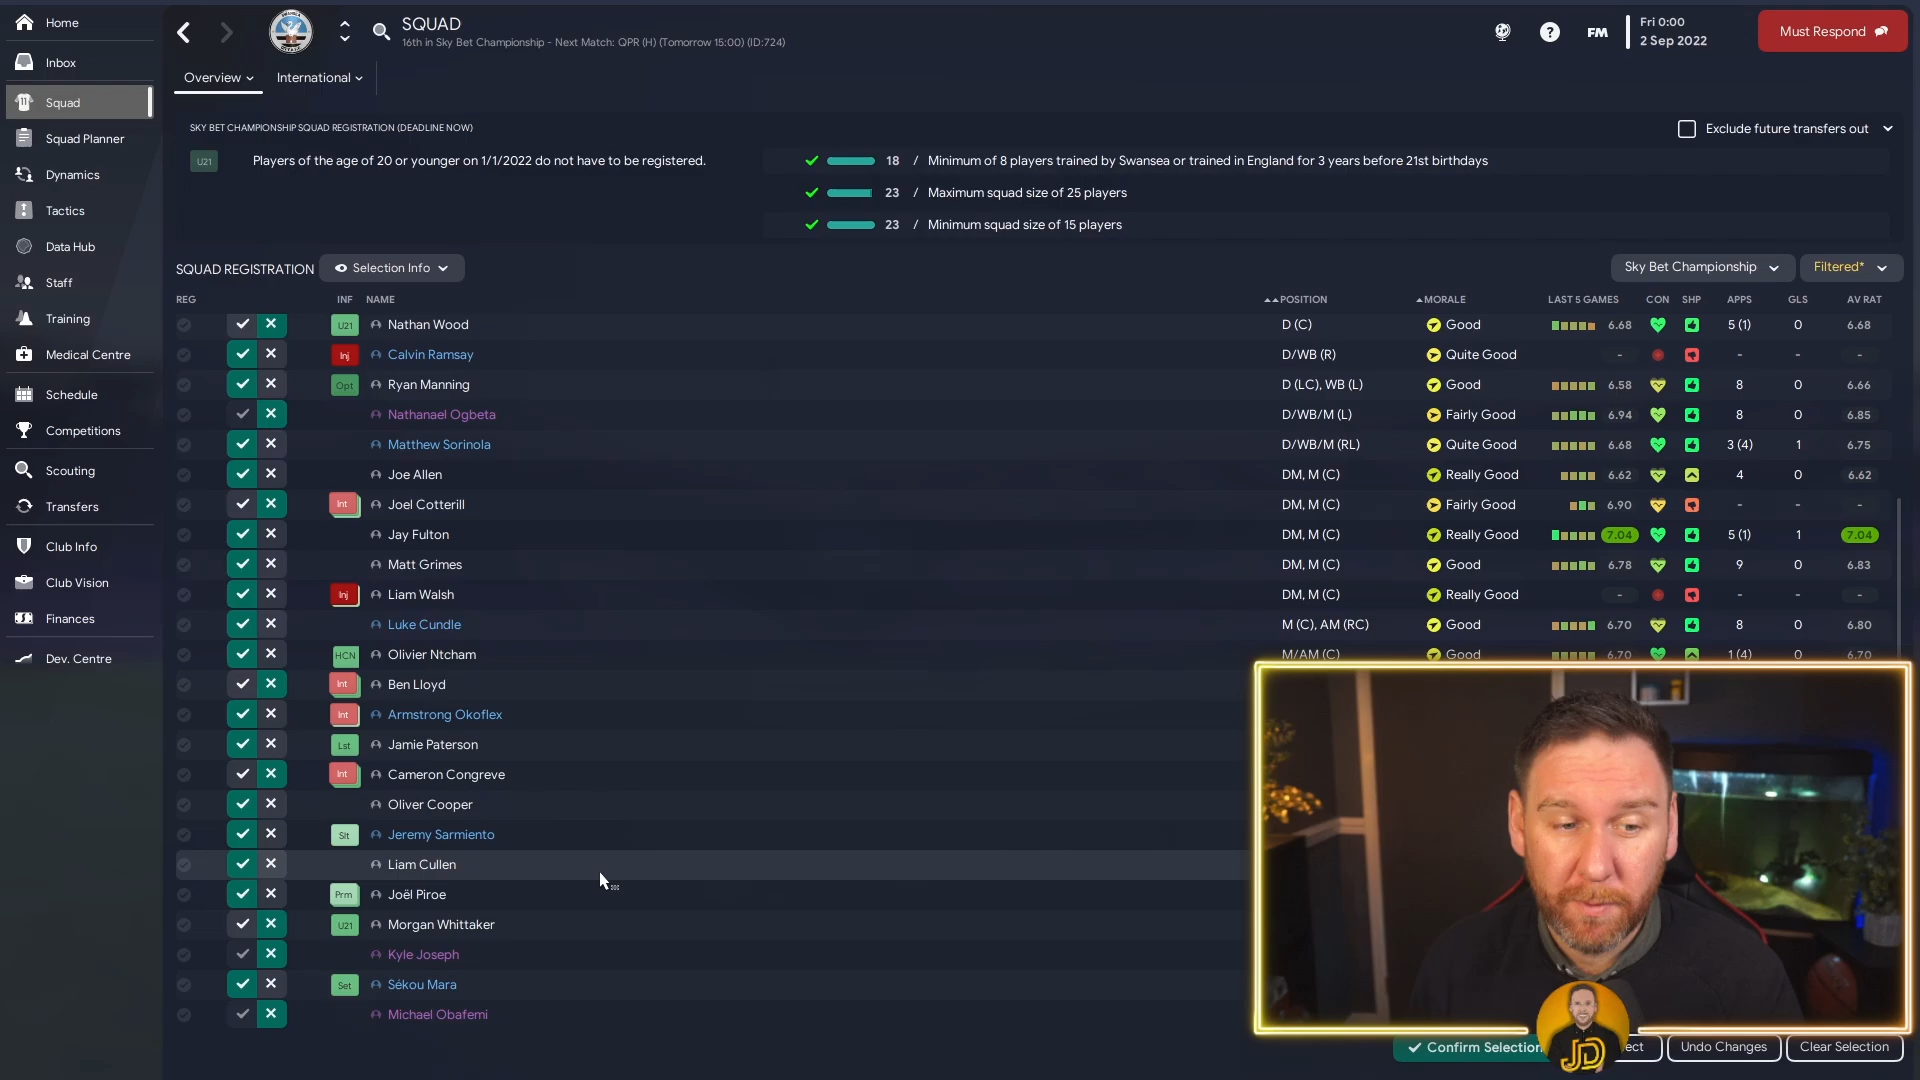 Home
Inbox
Squad
Squad Planner
Dynamics
Tactics
Data Hub
Staff
Training
Medical Centre
Schedule
Competitions
Scouting
Transfers
Club Info
Club Vision
Finances
Dev. Centre
SQUAD
16th in Sky Bet Championship - Next Match: QPR (H) (Tomorrow 15:00) (ID:724)
FM
Fri 0:00
2 Sep 2022
Must Respond
Overview International
SKY BET CHAMPIONSHIP SQUAD REGISTRATION (DEADLINE NOW)
Exclude future transfers out
U21 Players of the age of 20 or younger on 1/1/2022 do not have to be registered.
18 / Minimum of 8 players trained by Swansea or trained in England for 3 years before 21st birthdays
23 / Maximum squad size of 25 players
23 / Minimum squad size of 15 players
SQUAD REGISTRATION Selection Info Sky Bet Championship Filtered*
REG INF NAME POSITION MORALE LAST 5 GAMES CON SHP APPS GLS AV RAT
U21 Nathan Wood D (C) Good 6.68 5 (1) 0 6.68
Inj Calvin Ramsay D/WB (R) Quite Good - - - -
Opt Ryan Manning D (LC), WB (L) Good 6.58 8 0 6.66
Nathanael Ogbeta D/WB/M (L) Fairly Good 6.94 8 0 6.85
Matthew Sorinola D/WB/M (RL) Quite Good 6.68 3 (4) 1 6.75
Joe Allen DM, M (C) Really Good 6.62 4 0 6.62
Int Joel Cotterill DM, M (C) Fairly Good 6.90 - - -
Jay Fulton DM, M (C) Really Good 7.04 5 (1) 1 7.04
Matt Grimes DM, M (C) Good 6.78 9 0 6.83
Inj Liam Walsh DM, M (C) Really Good - - - -
Luke Cundle M (C), AM (RC) Good 6.70 8 0 6.80
HCN Olivier Ntcham M/AM (C) Good 6.70 1 (4) 0 6.70
Int Ben Lloyd
Int Armstrong Okoflex
Lst Jamie Paterson
Int Cameron Congreve
Oliver Cooper
Slt Jeremy Sarmiento
Liam Cullen
Prm Joël Piroe
U21 Morgan Whittaker
Kyle Joseph
Set Sékou Mara
Michael Obafemi
JD
Confirm Selection Undo Changes Clear Selection